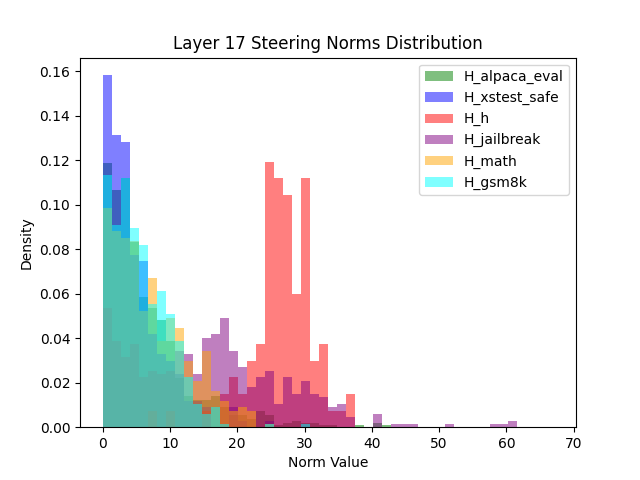 Layer 17 Steering Norms Distribution
0.16
0.14
0.12
0.10
0.08
0.06
0.04
0.02
0.00
Density
H_alpaca_eval
H_xstest_safe
H_h
H_jailbreak
H_math
H_gsm8k
0 10 20 30 40 50 60 70
Norm Value